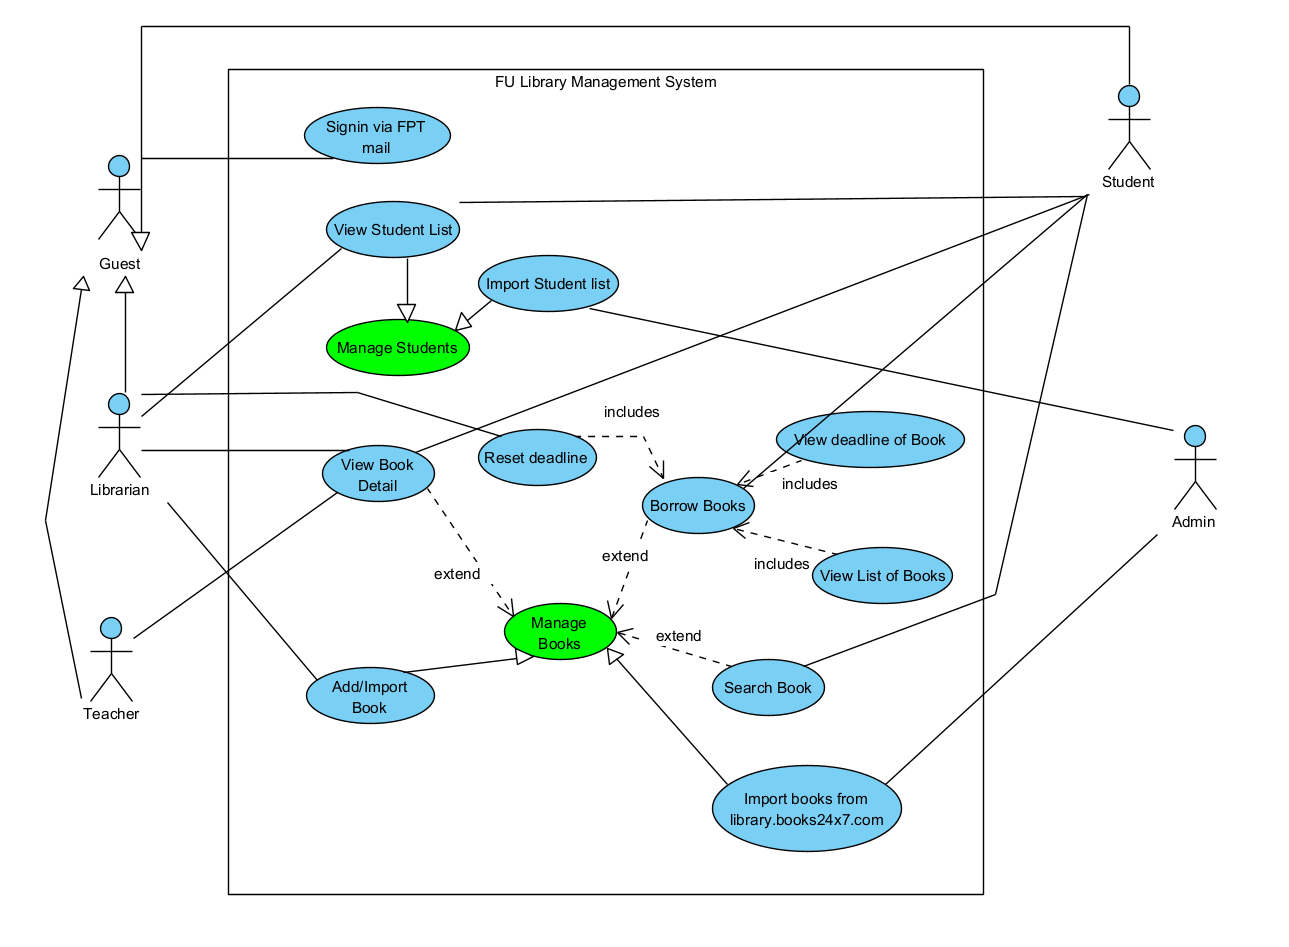 FU Library Management System
Signin via FPT
mail
Student
Guest
View Student List
Import Student list
Manage Students
includes
Librarian
View Book
Detail
Reset deadline
View deadline of Book
includes
Borrow Books
Admin
extend
extend
includes
View List of Books
Manage
Books
extend
Teacher
Add/Import
Book
Search Book
Import books from
library.books24x7.com